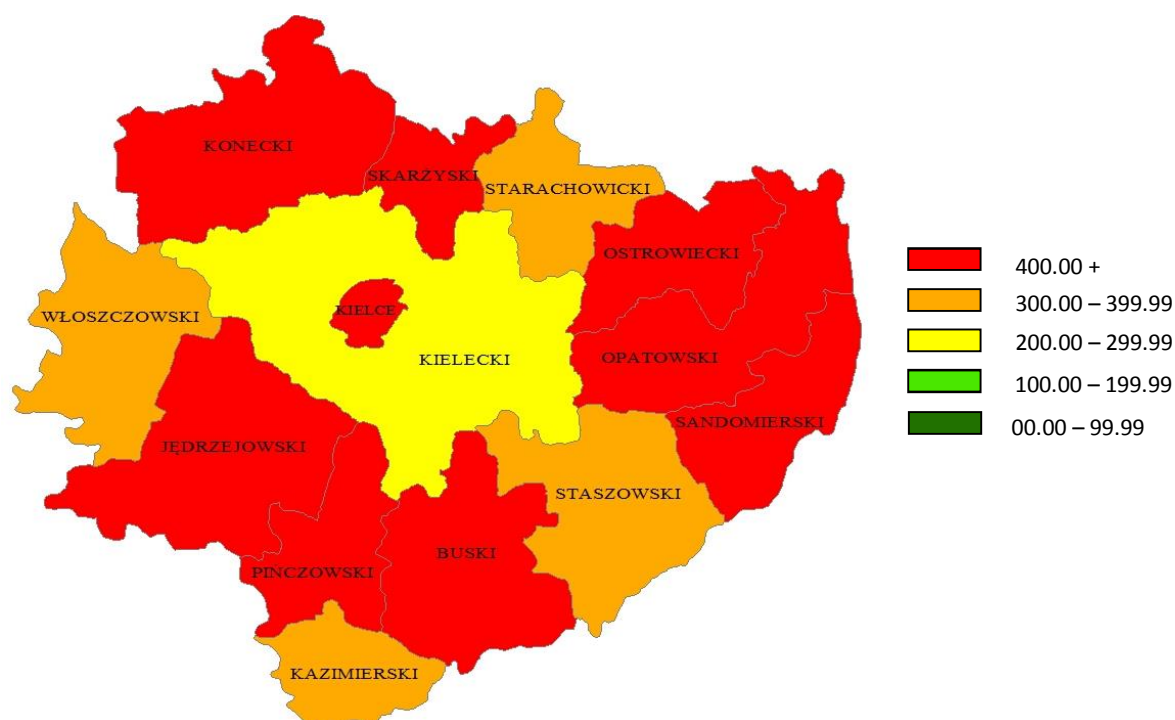 KONECKI
SKARŻYSKI
STARACHOWICKI
OSTROWIECKI
KIELCE
WŁOSZCZOWSKI
KIELECKI
OPATOWSKI
SANDOMIERSKI
JĘDRZEJOWSKI
STASZOWSKI
BUSKI
PIŃCZOWSKI
KAZIMIERSKI
400.00 +
300.00 – 399.99
200.00 – 299.99
100.00 – 199.99
00.00 – 99.99